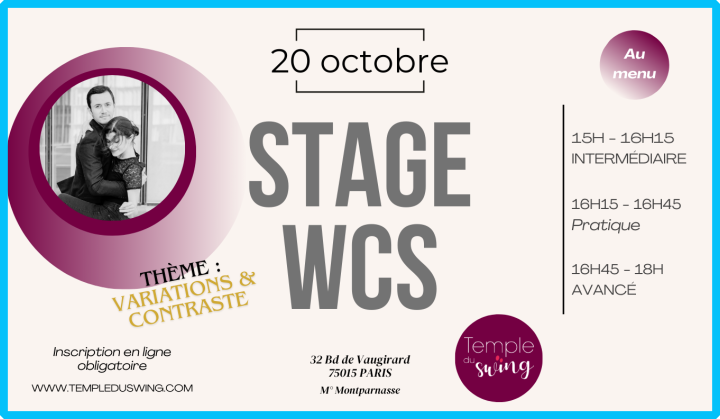 20 octobre
Au
menu
STAGE
WCS
15H - 16H15
INTERMÉDIAIRE
16H15 - 16H45
Pratique
16H45 - 18H
AVANCÉ
THÈME :
VARIATIONS &
CONTRASTE
Inscription en ligne
obligatoire
WWW.TEMPLEDUSWING.COM
32 Bd de Vaugirard
75015 PARIS
M° Montparnasse
Temple
du
swing